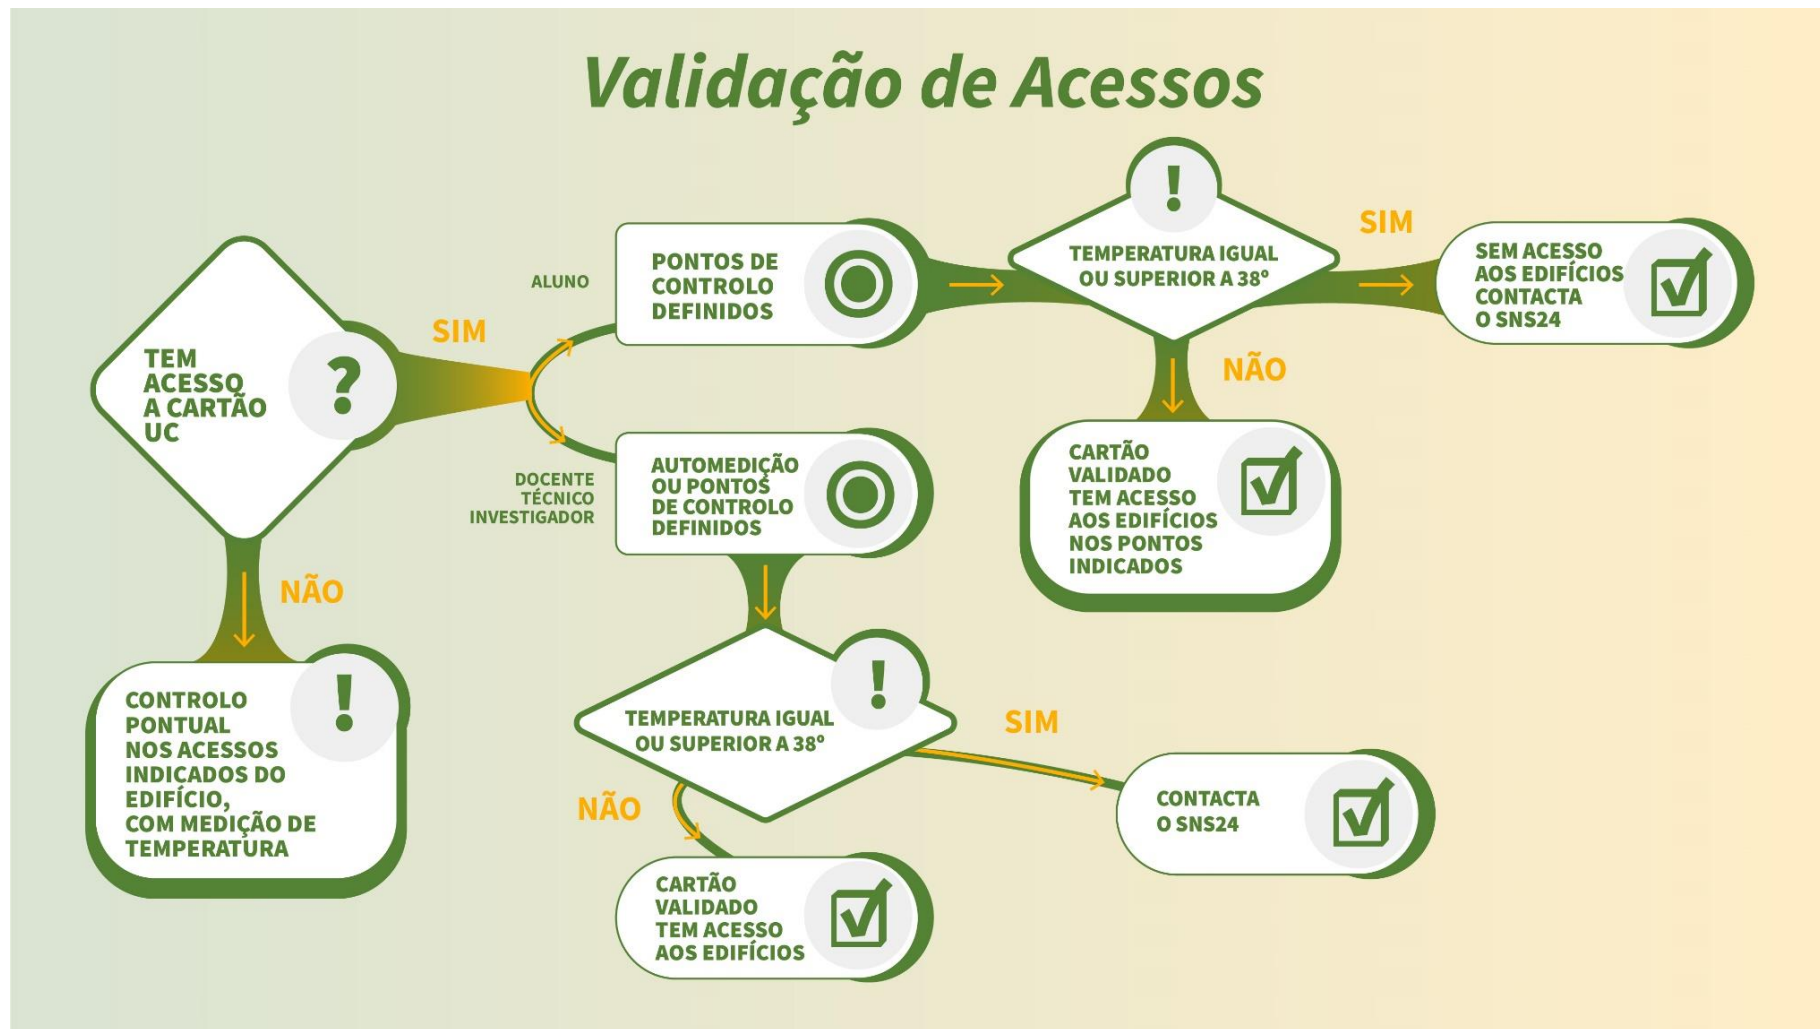 Validação de Acessos
TEM
ACESSO
A CARTÃO
UC
?
SIM
NÃO
CONTROLO
PONTUAL
NOS ACESSOS
INDICADOS DO
EDIFÍCIO,
COM MEDIÇÃO DE
TEMPERATURA
!
ALUNO
PONTOS DE
CONTROLO
DEFINIDOS
TEMPERATURA IGUAL
OU SUPERIOR A 38º
!
SIM
SEM ACESSO
AOS EDIFÍCIOS
CONTACTA
O SNS24
NÃO
CARTÃO
VALIDADO
TEM ACESSO
AOS EDIFÍCIOS
NOS PONTOS
INDICADOS
DOCENTE
TÉCNICO
INVESTIGADOR
AUTOMEDIÇÃO
OU PONTOS
DE CONTROLO
DEFINIDOS
TEMPERATURA IGUAL
OU SUPERIOR A 38º
!
SIM
CONTACTA
O SNS24
NÃO
CARTÃO
VALIDADO
TEM ACESSO
AOS EDIFÍCIOS